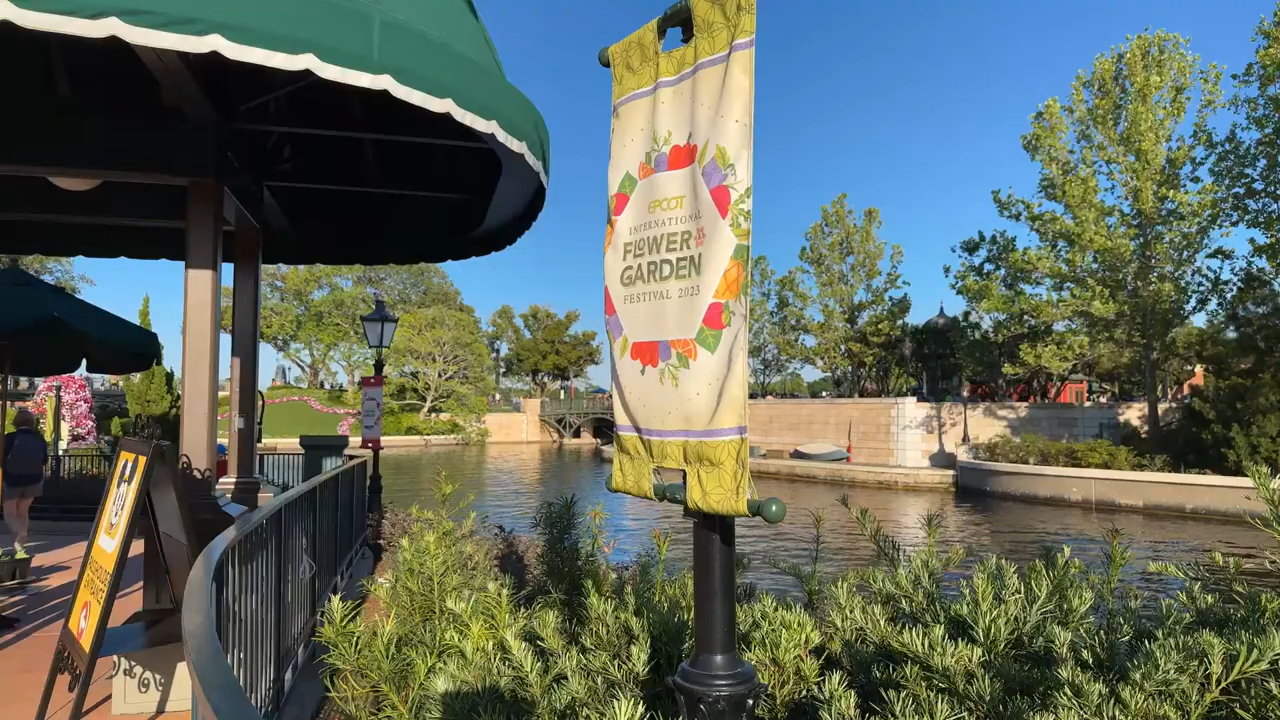 EPCOT
INTERNATIONAL
FLOWER
GARDEN
FESTIVAL 2023